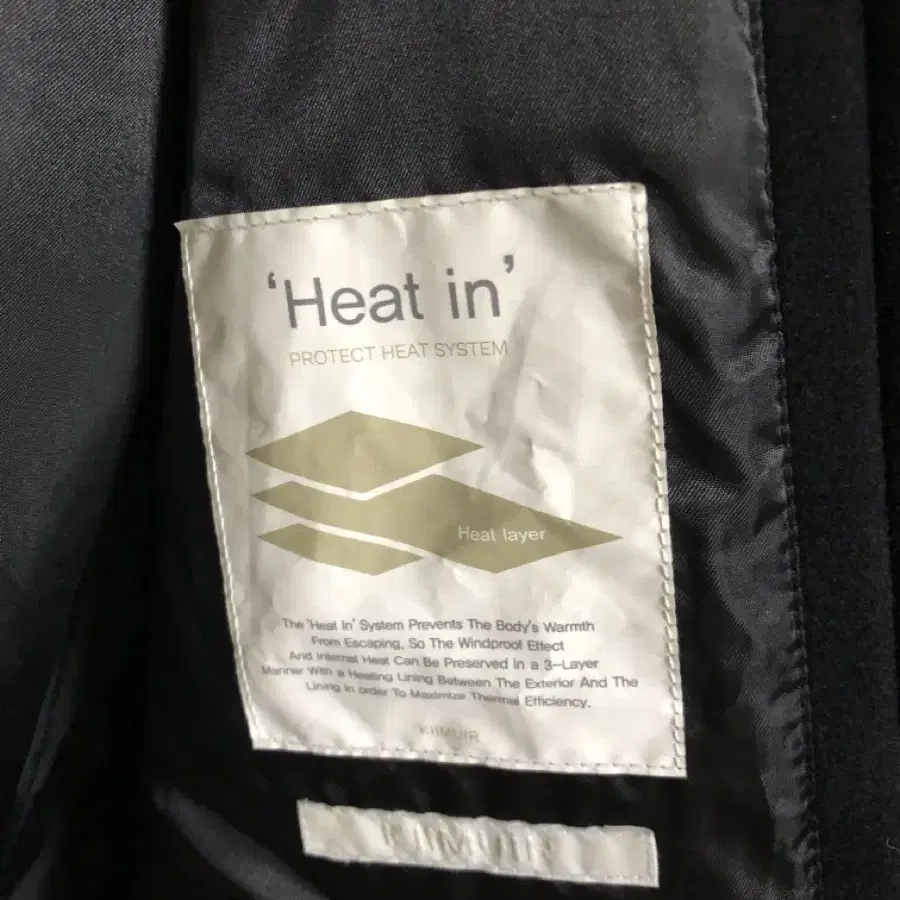 ‘Heat in’
PROTECT HEAT SYSTEM
Heat layer
The 'Heat In' System Prevents The Body's Warmth
From Escaping, So The Windproof Effect
And Internal Heat Can Be Preserved In a 3-Layer
Manner With a Heating Lining Between The Exterior And The
Lining In order To Maximize Thermal Efficiency.
KIIMUIR
KIIMUIR